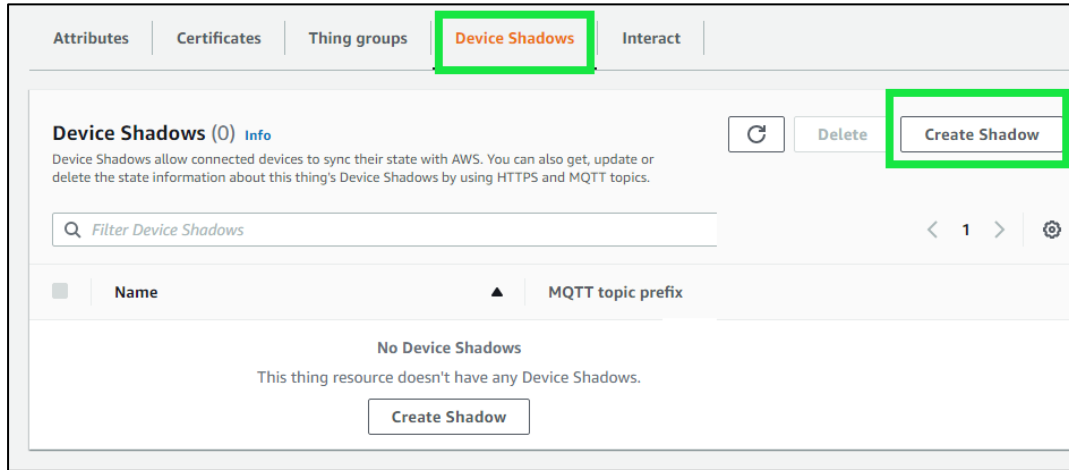 Attributes Certificates Thing groups Device Shadows Interact
Device Shadows (0) Info Delete Create Shadow
Device Shadows allow connected devices to sync their state with AWS. You can also get, update or
delete the state information about this thing's Device Shadows by using HTTPS and MQTT topics.
Filter Device Shadows 1
Name MQTT topic prefix
No Device Shadows
This thing resource doesn't have any Device Shadows.
Create Shadow